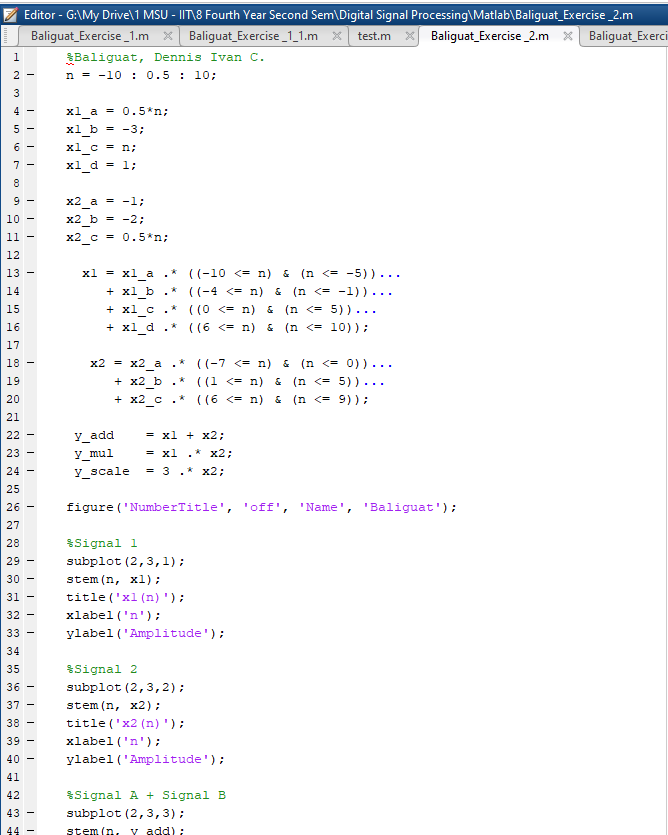 Editor - G:\My Drive\1 MSU - IIT\8 Fourth Year Second Sem\Digital Signal Processing\Matlab\Baliguat_Exercise _2.m
Baliguat_Exercise _1.m × Baliguat_Exercise _1_1.m × test.m × Baliguat_Exercise _2.m × Baliguat_Exerci
1 %Baliguat, Dennis Ivan C.
2 - n = -10 : 0.5 : 10;
3
4 - x1_a = 0.5*n;
5 - x1_b = -3;
6 - x1_c = n;
7 - x1_d = 1;
8
9 - x2_a = -1;
10 - x2_b = -2;
11 - x2_c = 0.5*n;
12
13 - x1 = x1_a .* ((-10 <= n) & (n <= -5))...
14 + x1_b .* ((-4 <= n) & (n <= -1))...
15 + x1_c .* ((0 <= n) & (n <= 5))...
16 + x1_d .* ((6 <= n) & (n <= 10));
17
18 - x2 = x2_a .* ((-7 <= n) & (n <= 0))...
19 + x2_b .* ((1 <= n) & (n <= 5))...
20 + x2_c .* ((6 <= n) & (n <= 9));
21
22 - y_add = x1 + x2;
23 - y_mul = x1 .* x2;
24 - y_scale = 3 .* x2;
25
26 - figure('NumberTitle', 'off', 'Name', 'Baliguat');
27
28 %Signal 1
29 - subplot(2,3,1);
30 - stem(n, x1);
31 - title('x1(n)');
32 - xlabel('n');
33 - ylabel('Amplitude');
34
35 %Signal 2
36 - subplot(2,3,2);
37 - stem(n, x2);
38 - title('x2(n)');
39 - xlabel('n');
40 - ylabel('Amplitude');
41
42 %Signal A + Signal B
43 - subplot(2,3,3);
44 - stem(n, y_add);